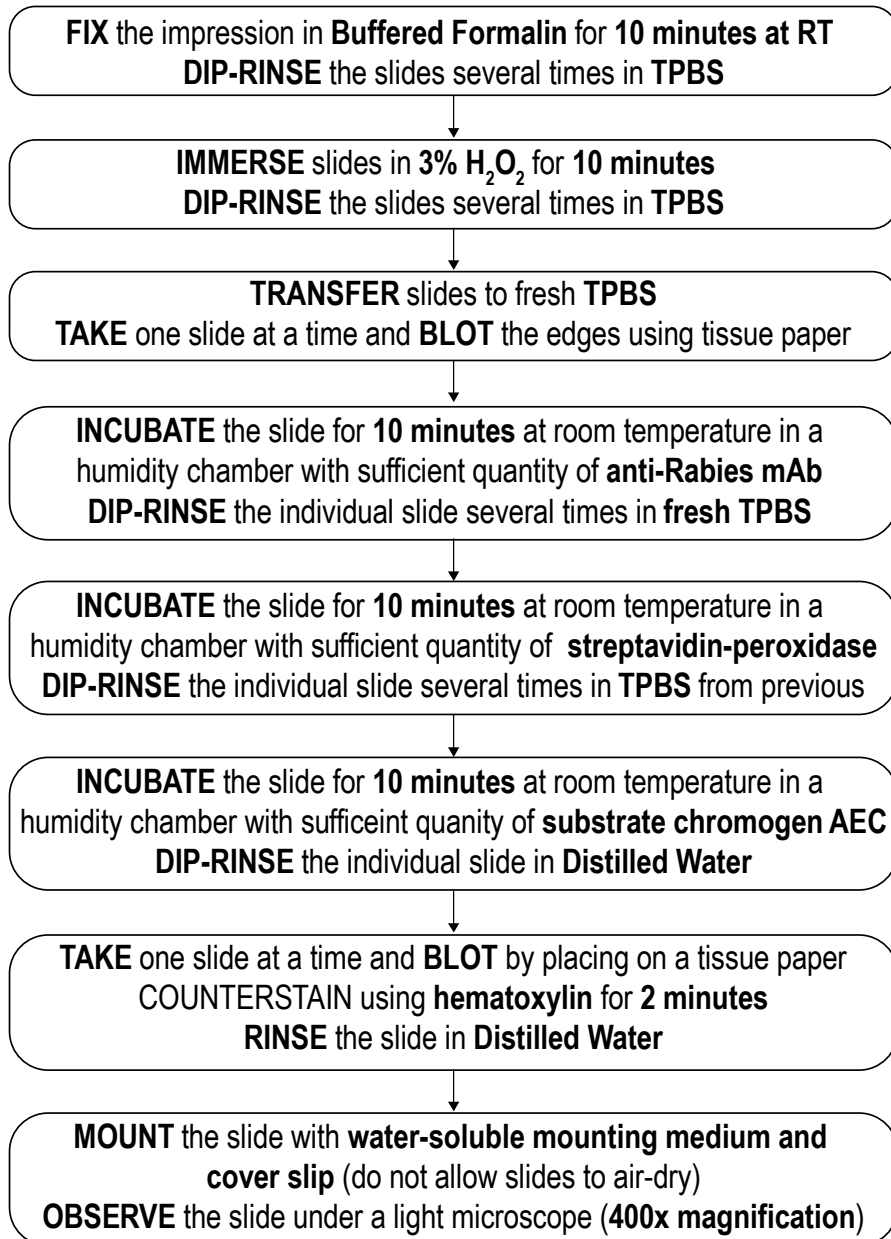 FIX the impression in Buffered Formalin for 10 minutes at RT
DIP-RINSE the slides several times in TPBS
IMMERSE slides in 3% H₂O₂ for 10 minutes
DIP-RINSE the slides several times in TPBS
TRANSFER slides to fresh TPBS
TAKE one slide at a time and BLOT the edges using tissue paper
INCUBATE the slide for 10 minutes at room temperature in a
humidity chamber with sufficient quantity of anti-Rabies mAb
DIP-RINSE the individual slide several times in fresh TPBS
INCUBATE the slide for 10 minutes at room temperature in a
humidity chamber with sufficient quantity of streptavidin-peroxidase
DIP-RINSE the individual slide several times in TPBS from previous
INCUBATE the slide for 10 minutes at room temperature in a
humidity chamber with sufficeint quanity of substrate chromogen AEC
DIP-RINSE the individual slide in Distilled Water
TAKE one slide at a time and BLOT by placing on a tissue paper
COUNTERSTAIN using hematoxylin for 2 minutes
RINSE the slide in Distilled Water
MOUNT the slide with water-soluble mounting medium and
cover slip (do not allow slides to air-dry)
OBSERVE the slide under a light microscope (400x magnification)